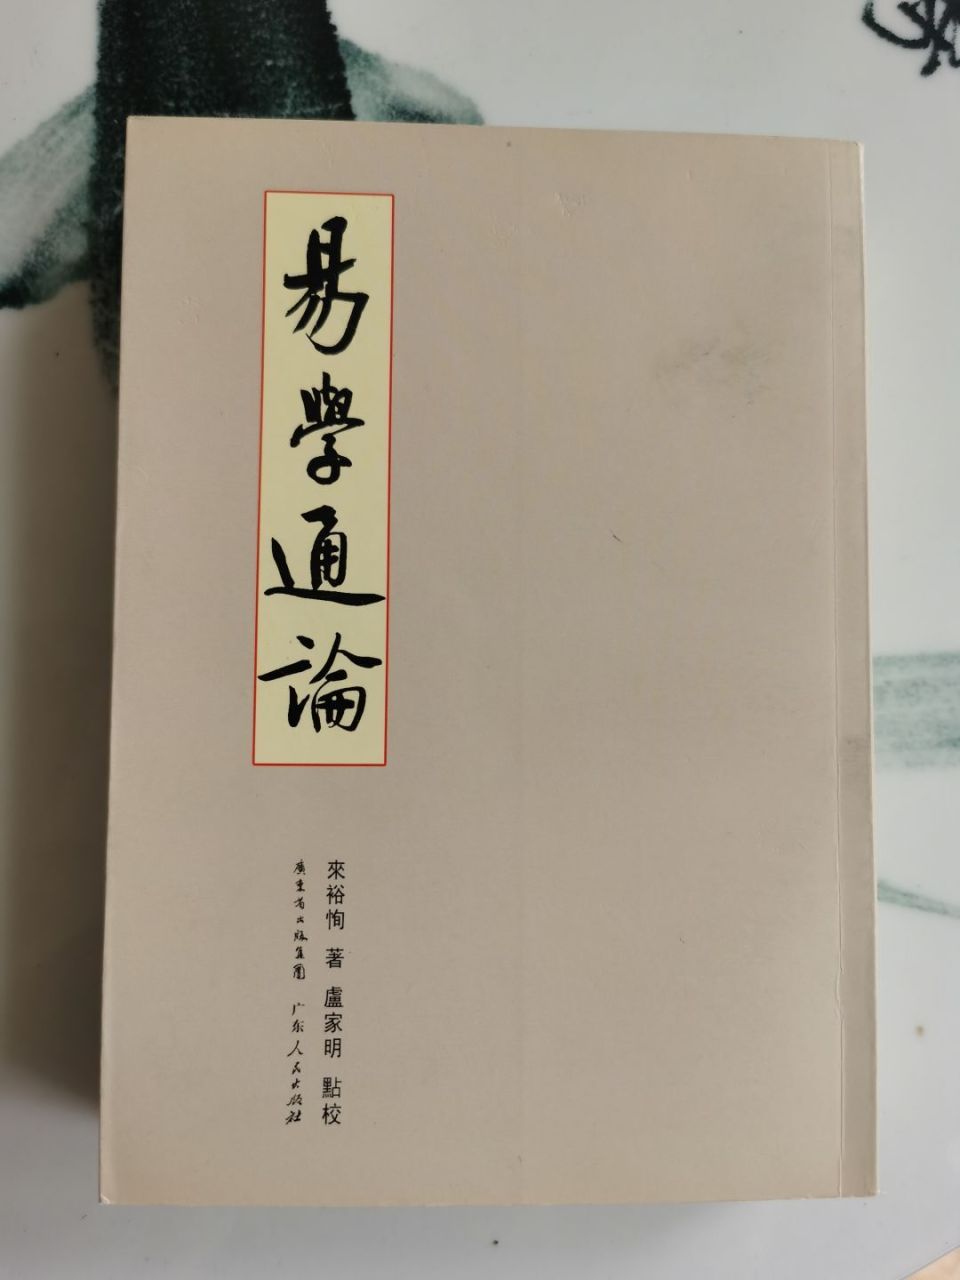 易學通論
來裕恂 著 盧家明 點校
廣東省出版集團 广东人民出版社